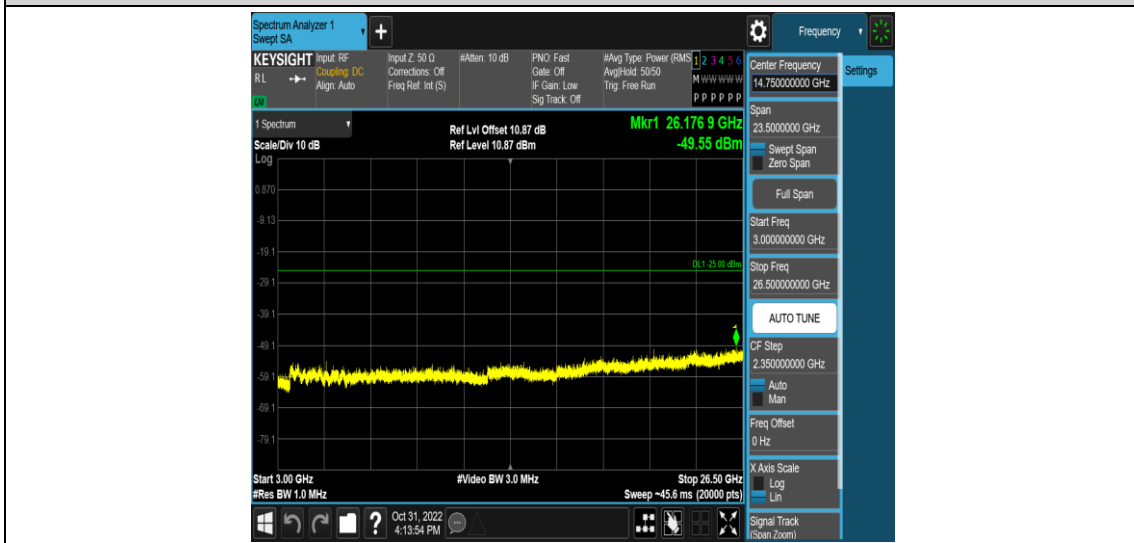 Spectrum Analyzer 1
Swept SA
+
Frequency
KEYSIGHT
RL
Input: RF
Coupling: DC
Align: Auto
Input Z: 50 Ω
Corrections: Off
Freq Ref: Int (S)
#Atten: 10 dB
PNO: Fast
Gate: Off
IF Gain: Low
Sig Track: Off
#Avg Type: Power (RMS
Avg|Hold: 50/50
Trig: Free Run
1 2 3 4 5 6
M W W W W W
P P P P P P
1 Spectrum
Scale/Div 10 dB
Ref Lvl Offset 10.87 dB
Ref Level 10.87 dBm
Mkr1 26.176 9 GHz
-49.55 dBm
Log
0.870
-9.13
-19.1
-29.1
-39.1
-49.1
-59.1
-69.1
-79.1
DL1 -25.00 dBm
Start 3.00 GHz
#Res BW 1.0 MHz
#Video BW 3.0 MHz
Stop 26.50 GHz
Sweep ~45.6 ms (20000 pts)
Center Frequency
14.750000000 GHz
Settings
Span
23.5000000 GHz
Swept Span
Zero Span
Full Span
Start Freq
3.000000000 GHz
Stop Freq
26.500000000 GHz
AUTO TUNE
CF Step
2.350000000 GHz
Auto
Man
Freq Offset
0 Hz
X Axis Scale
Log
Lin
Signal Track
(Span Zoom)
?
Oct 31, 2022
4:13:54 PM